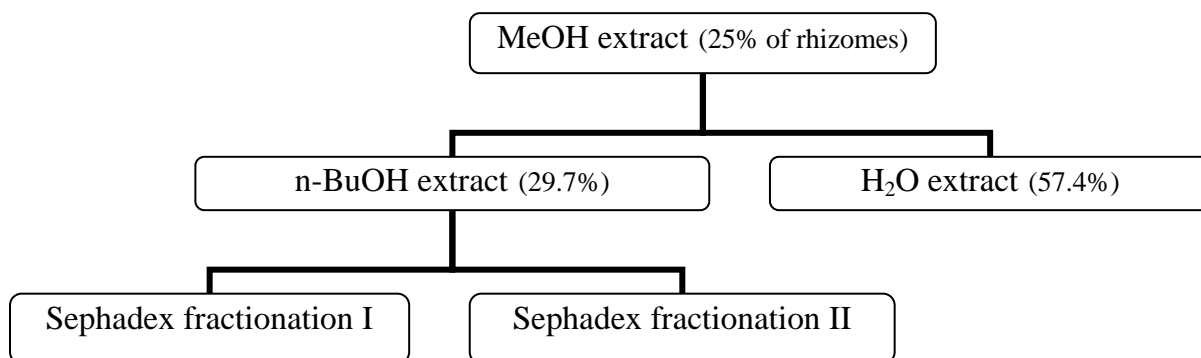 MeOH extract (25% of rhizomes)
n-BuOH extract (29.7%)
H₂O extract (57.4%)
Sephadex fractionation I
Sephadex fractionation II